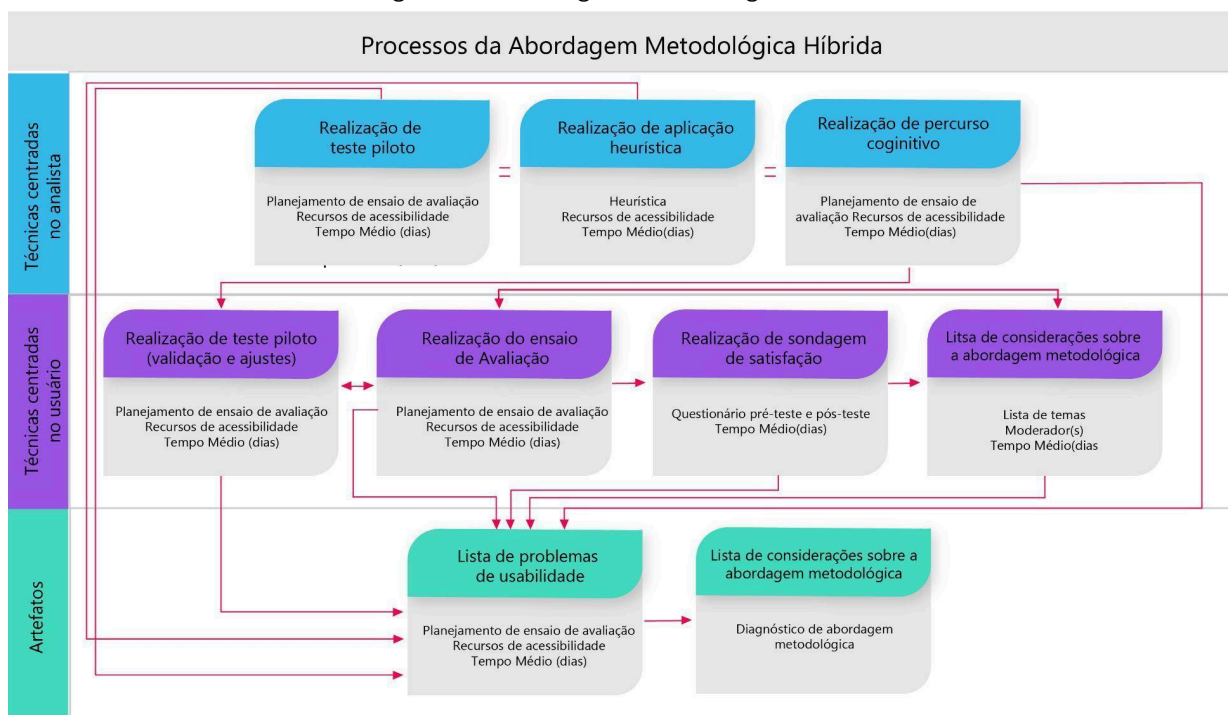 Processos da Abordagem Metodológica Híbrida
Técnicas centradas
no analista
Realização de
teste piloto
Planejamento de ensaio de avaliação
Recursos de acessibilidade
Tempo Médio (dias)
Realização de aplicação
heurística
Heurística
Recursos de acessibilidade
Tempo Médio(dias)
Realização de percurso
coginitivo
Planejamento de ensaio de
avaliação Recursos de acessibilidade
Tempo Médio(dias)
Técnicas centradas
no usuário
Realização de teste piloto
(validação e ajustes)
Planejamento de ensaio de avaliação
Recursos de acessibilidade
Tempo Médio (dias)
Realização do ensaio
de Avaliação
Planejamento de ensaio de avaliação
Recursos de acessibilidade
Tempo Médio (dias)
Realização de sondagem
de satisfação
Questionário pré-teste e pós-teste
Tempo Médio(dias)
Litsa de considerações sobre
a abordagem metodológica
Lista de temas
Moderador(s)
Tempo Médio(dias
Artefatos
Lista de problemas
de usabilidade
Planejamento de ensaio de avaliação
Recursos de acessibilidade
Tempo Médio (dias)
Lista de considerações sobre a
abordagem metodológica
Diagnóstico de abordagem
metodológica